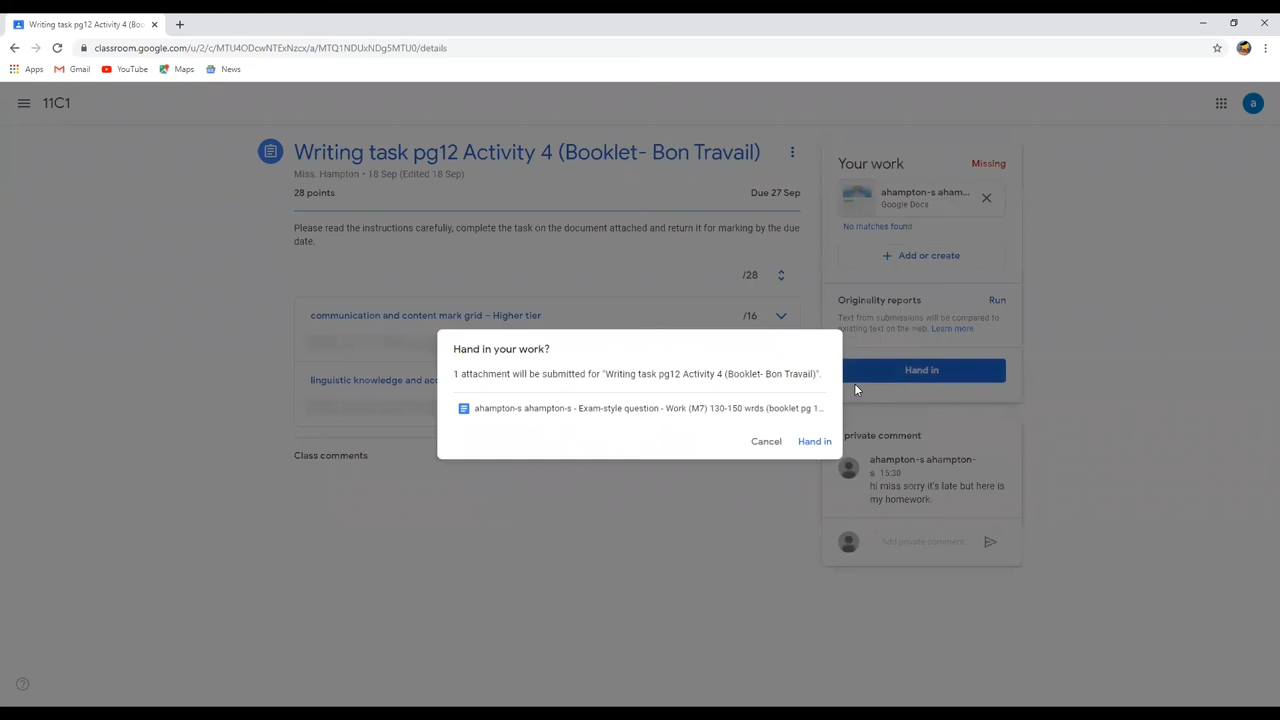 Writing task pg12 Activity 4 (Boo
classroom.google.com/u/2/c/MTU4ODcwNTExNzcx/a/MTQ1NDUxNDg5MTU0/details
Apps Gmail YouTube Maps News
11C1
a
Writing task pg12 Activity 4 (Booklet- Bon Travail)
Miss. Hampton • 18 Sep (Edited 18 Sep)
28 points
Due 27 Sep
Please read the instructions carefully, complete the task on the document attached and return it for marking by the due
date.
/28
communication and content mark grid – Higher tier
/16
linguistic knowledge and acc
Class comments
Your work
Missing
ahampton-s aham...
Google Docs
No matches found
+ Add or create
Originality reports
Run
Text from submissions will be compared to
existing text on the web. Learn more
Hand in
private comment
ahampton-s ahampton-
s 15:30
hi miss sorry it's late but here is
my homework.
Add private comment...
Hand in your work?
1 attachment will be submitted for "Writing task pg12 Activity 4 (Booklet- Bon Travail)".
ahampton-s ahampton-s - Exam-style question - Work (M7) 130-150 wrds (booklet pg 1...
Cancel
Hand in